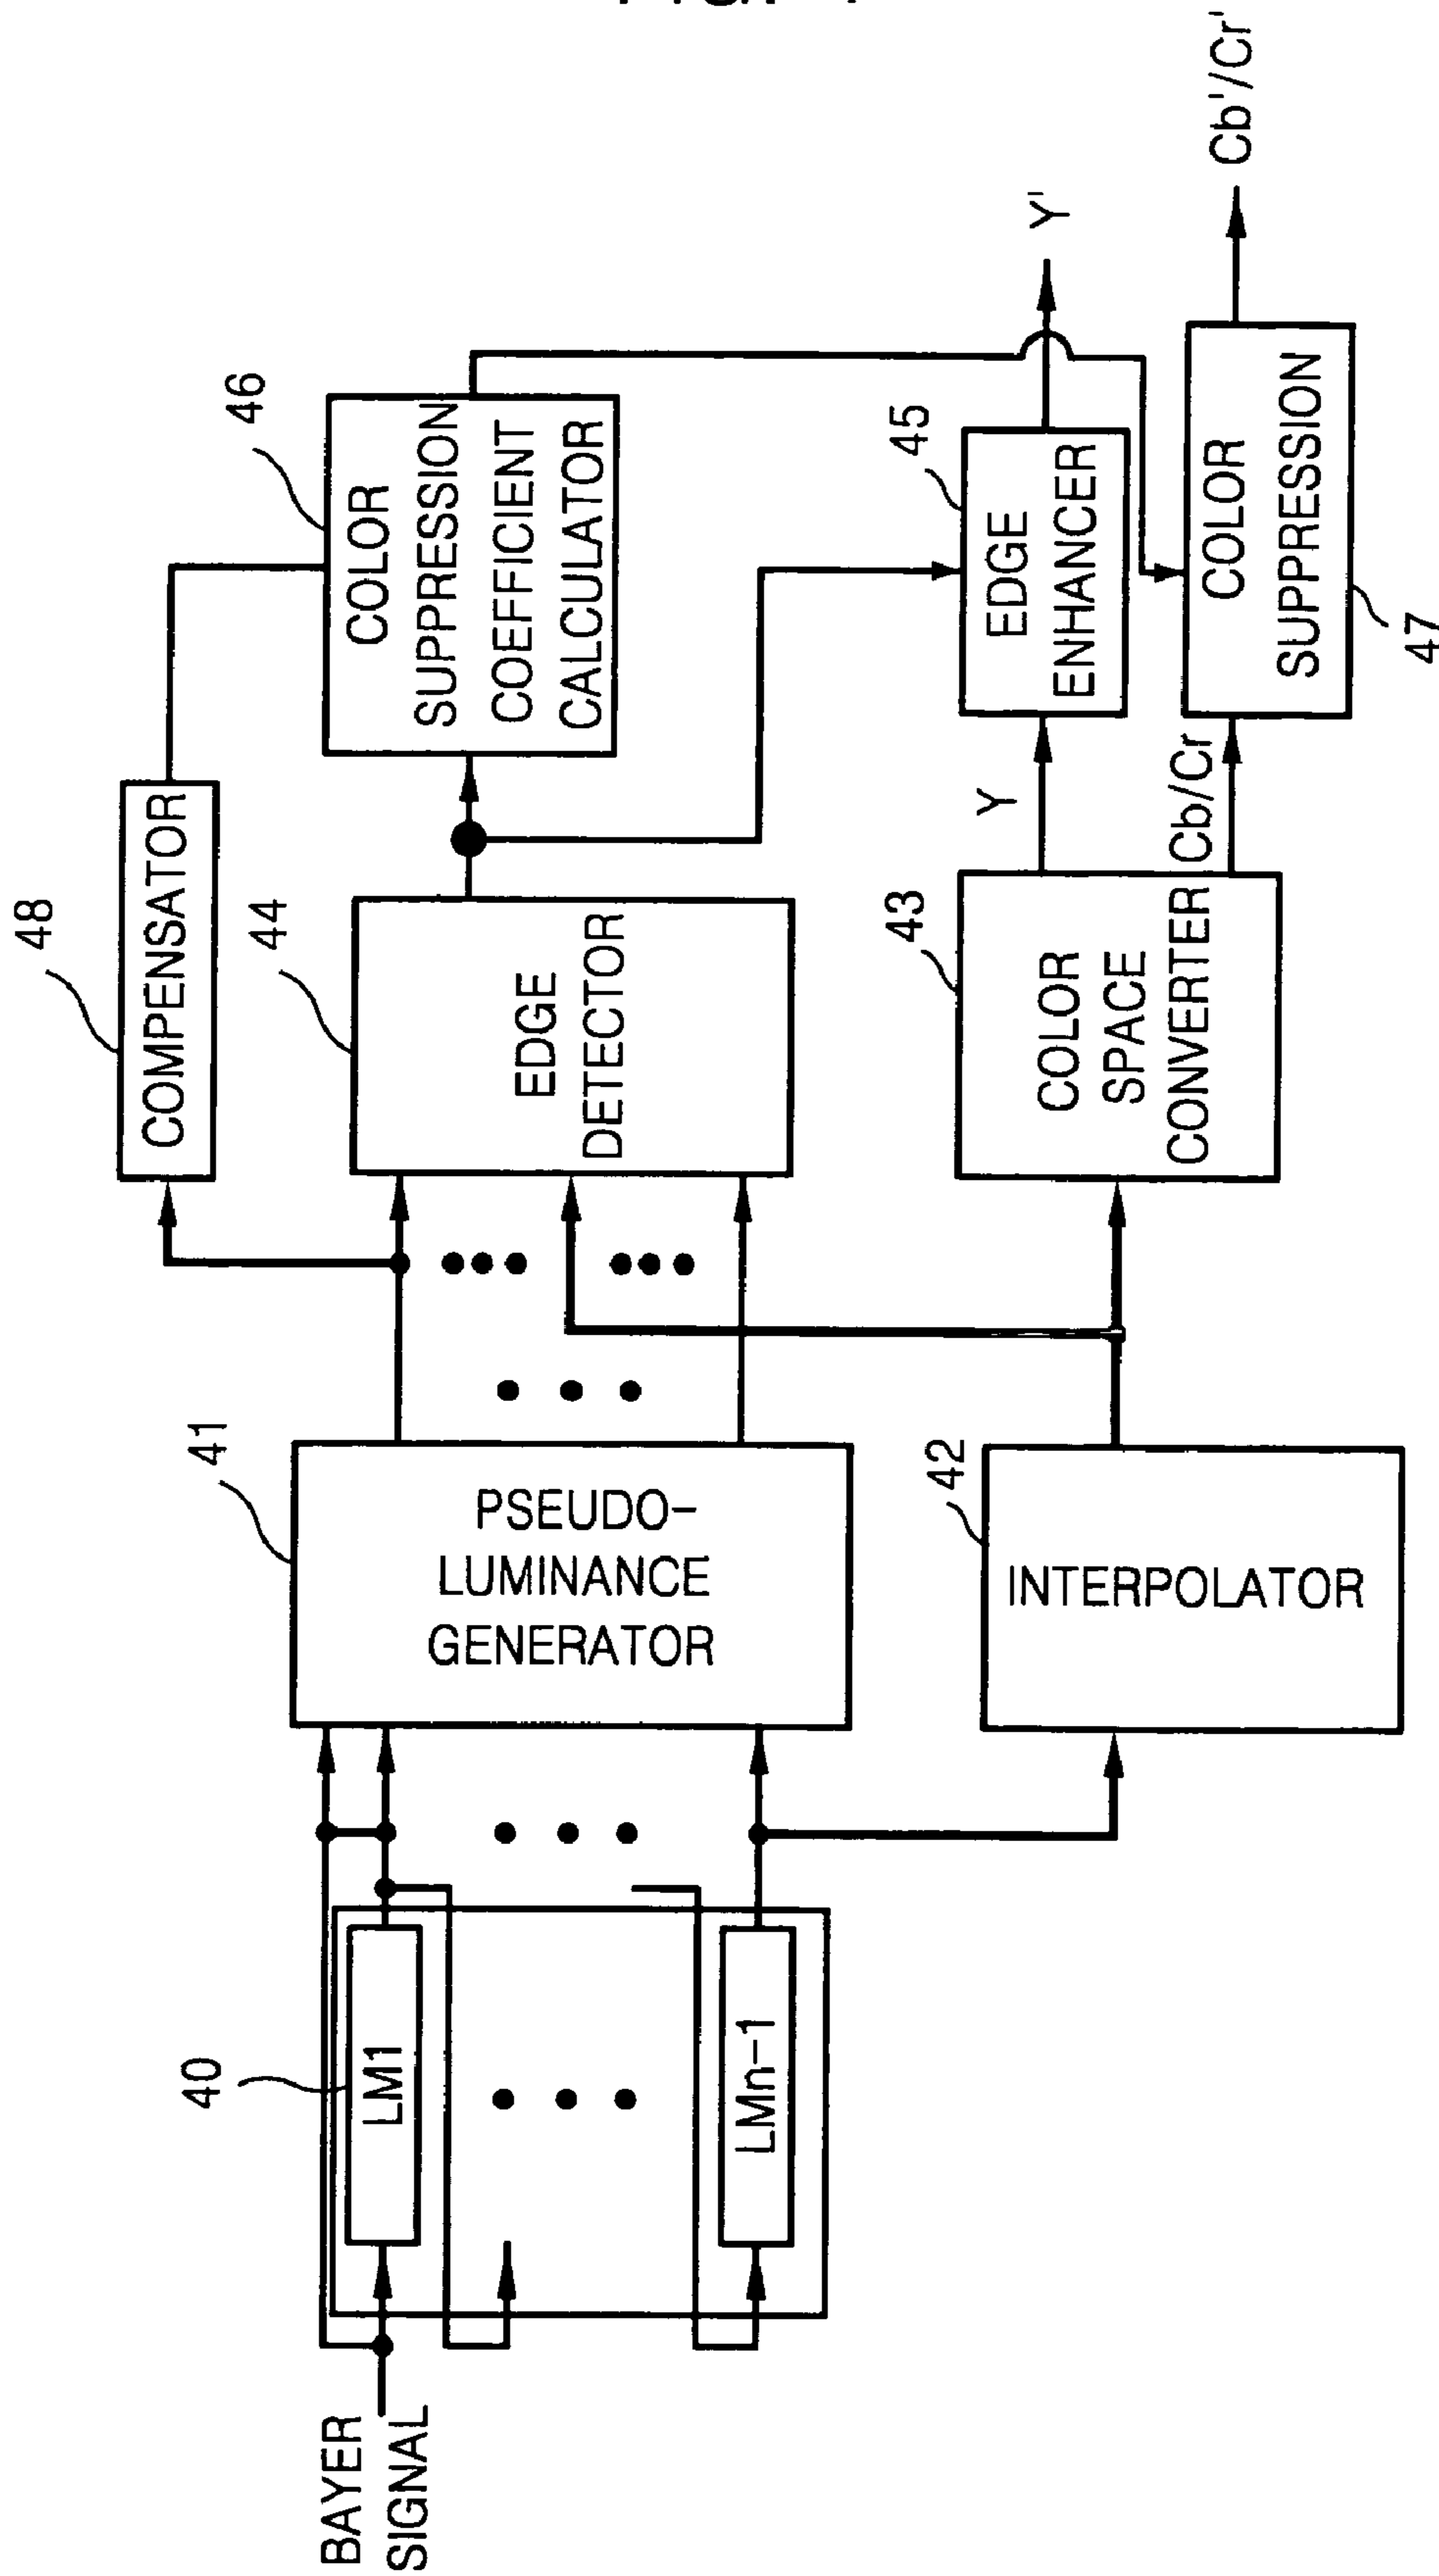 BAYER
SIGNAL
40
LM1
LMn-1
41
PSEUDO-
LUMINANCE
GENERATOR
42
INTERPOLATOR
48
COMPENSATOR
44
EDGE
DETECTOR
43
COLOR
SPACE
CONVERTER
Y
Cb/Cr
46
COLOR
SUPPRESSION
COEFFICIENT
CALCULATOR
45
EDGE
ENHANCER
47
COLOR
SUPPRESSION
Y'
Cb'/Cr'